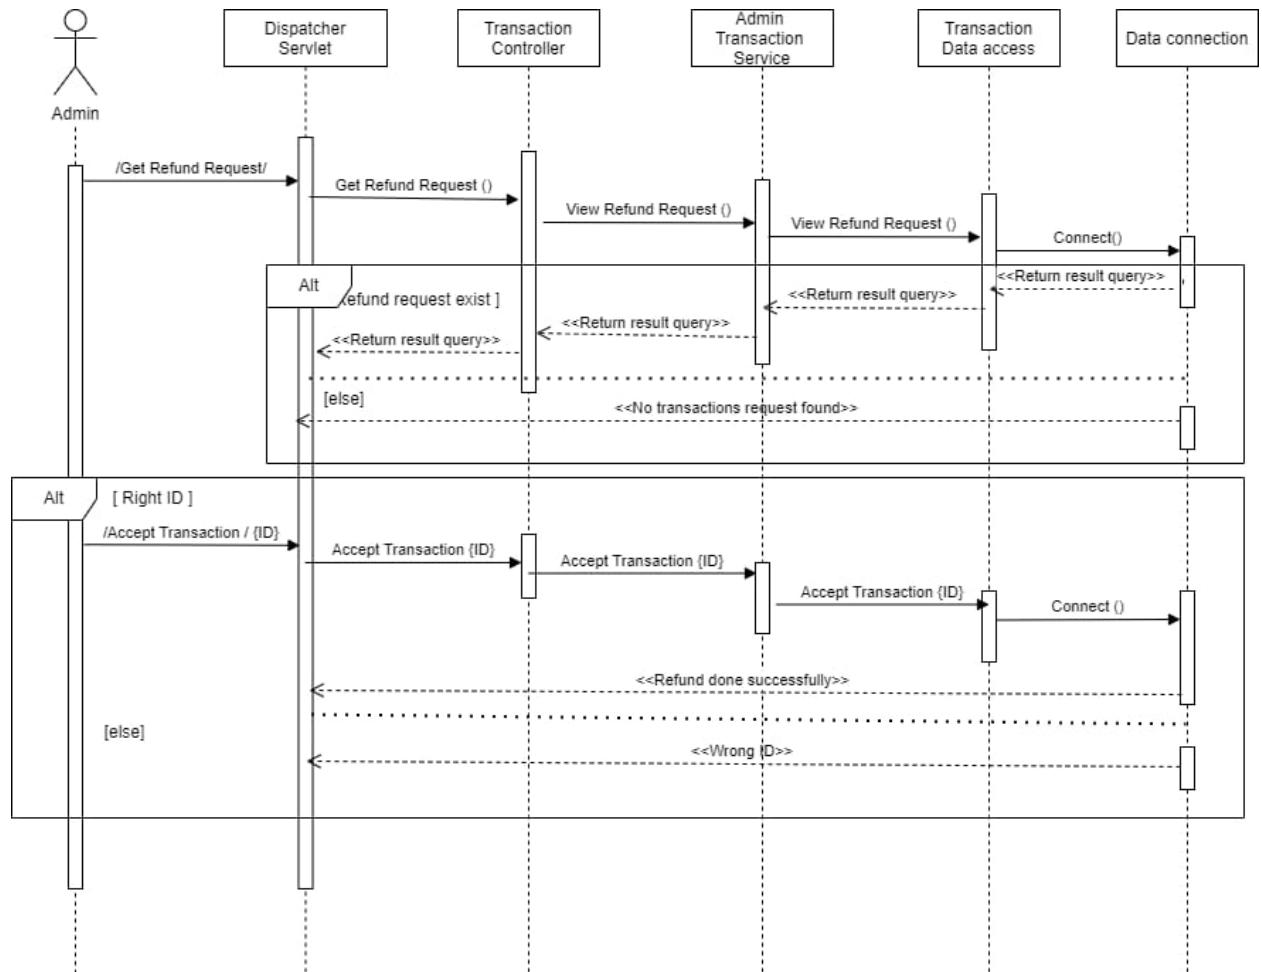 Dispatcher
Servlet
Transaction
Controller
Admin
Transaction
Service
Transaction
Data access
Data connection
Admin
/Get Refund Request/
Get Refund Request ()
View Refund Request ()
View Refund Request ()
Connect()
Alt
efund request exist ]
<<Return result query>>
<<Return result query>>
<<Return result query>>
<<Return result query>>
[else]
<<No transactions request found>>
Alt
[ Right ID ]
/Accept Transaction / {ID}
Accept Transaction {ID}
Accept Transaction {ID}
Accept Transaction {ID}
Connect ()
<<Refund done successfully>>
[else]
<<Wrong ID>>